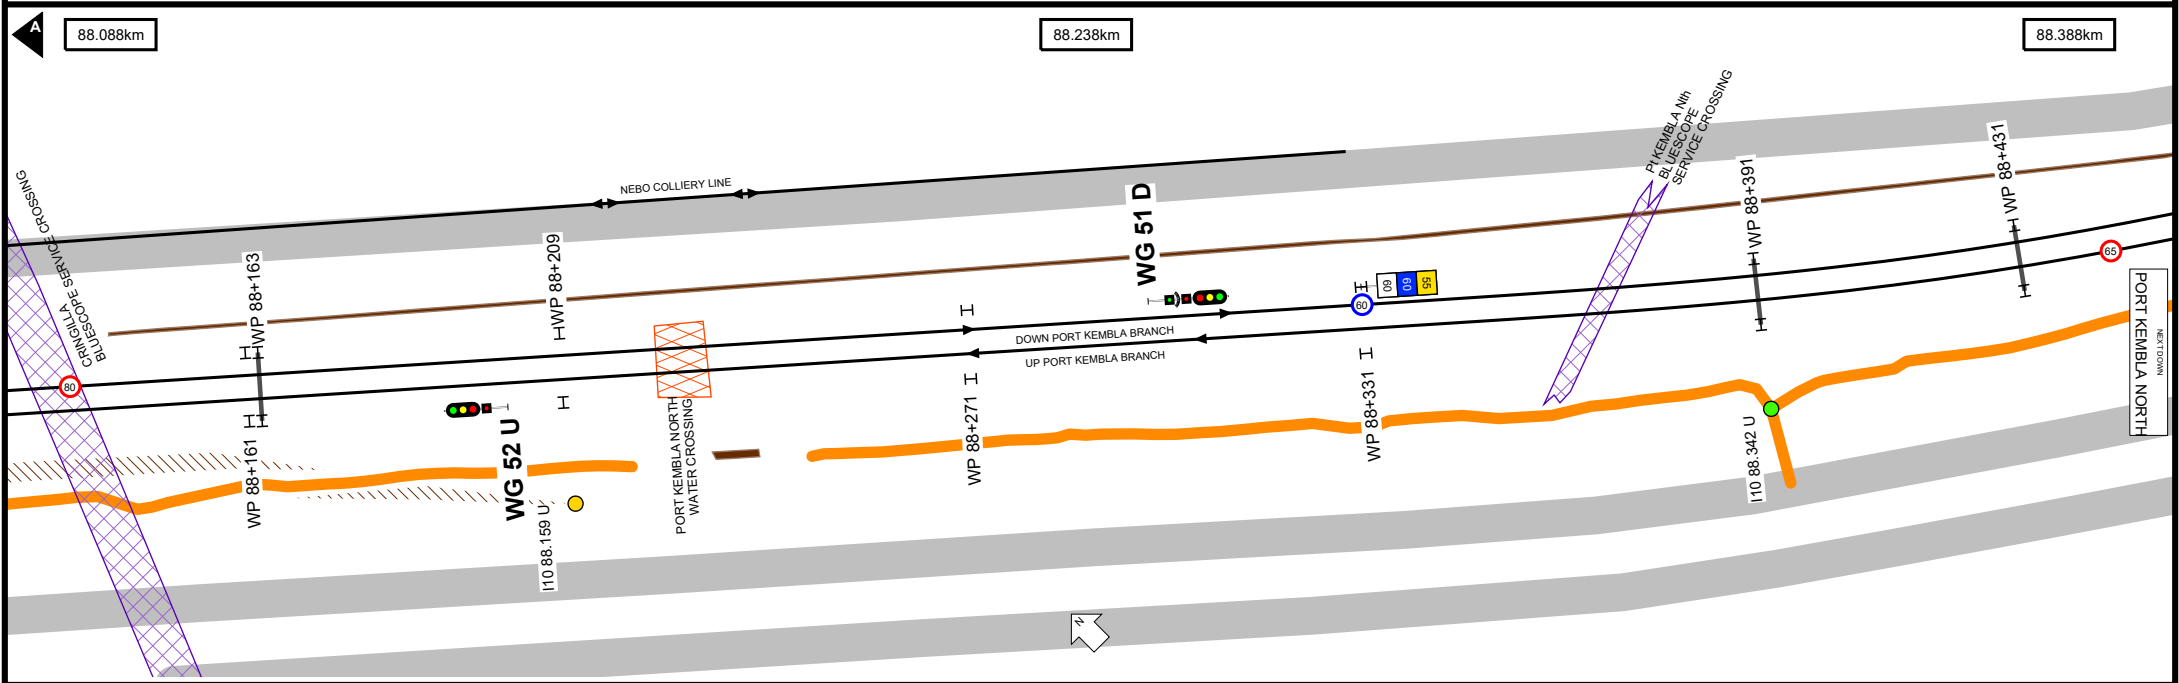 A
88.088km
88.238km
88.388km
CRINGILLA
BLUESCOPE SERVICE CROSSING
80
WP 88+163
WP 88+161
NEBO COLLIERY LINE
WP 88+209
WG 52 U
I10 88.159 U
PORT KEMBLA NORTH
WATER CROSSING
WP 88+271
DOWN PORT KEMBLA BRANCH
UP PORT KEMBLA BRANCH
WG 51 D
60
60
60
55
WP 88+331
N
Pt KEMBLA Nth
BLUESCOPE
SERVICE CROSSING
WP 88+391
I10 88.342 U
WP 88+431
65
PORT KEMBLA NORTH
NEXT DOWN